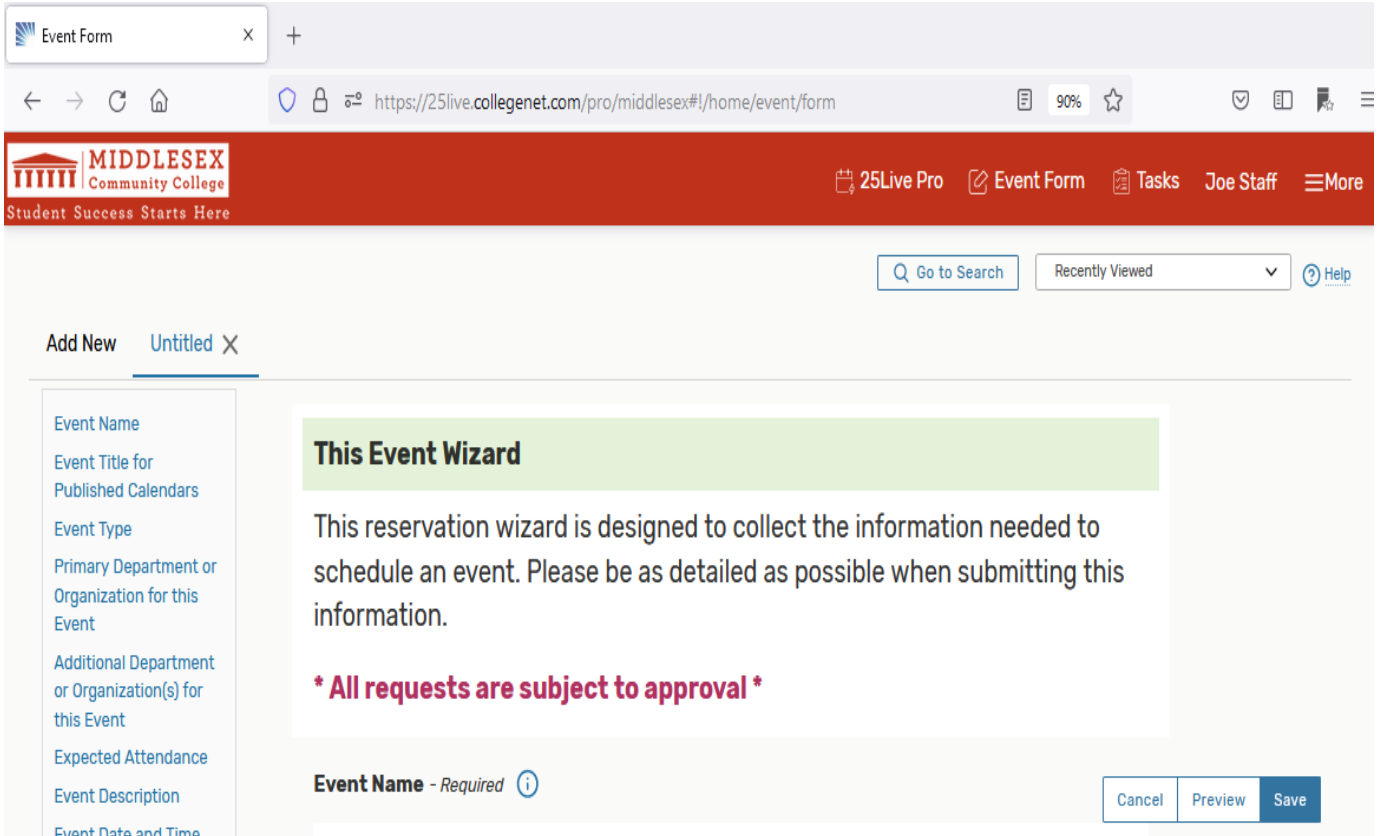 Event Form
https://25live.collegenet.com/pro/middlesex#!/home/event/form
90%
MIDDLESEX
Community College
Student Success Starts Here
25Live Pro
Event Form
Tasks
Joe Staff
More
Go to Search
Recently Viewed
Help
Add New
Untitled
Event Name
Event Title for
Published Calendars
Event Type
Primary Department or
Organization for this
Event
Additional Department
or Organization(s) for
this Event
Expected Attendance
Event Description
Event Date and Time
This Event Wizard
This reservation wizard is designed to collect the information needed to
schedule an event. Please be as detailed as possible when submitting this
information.
* All requests are subject to approval *
Event Name - Required
Cancel
Preview
Save